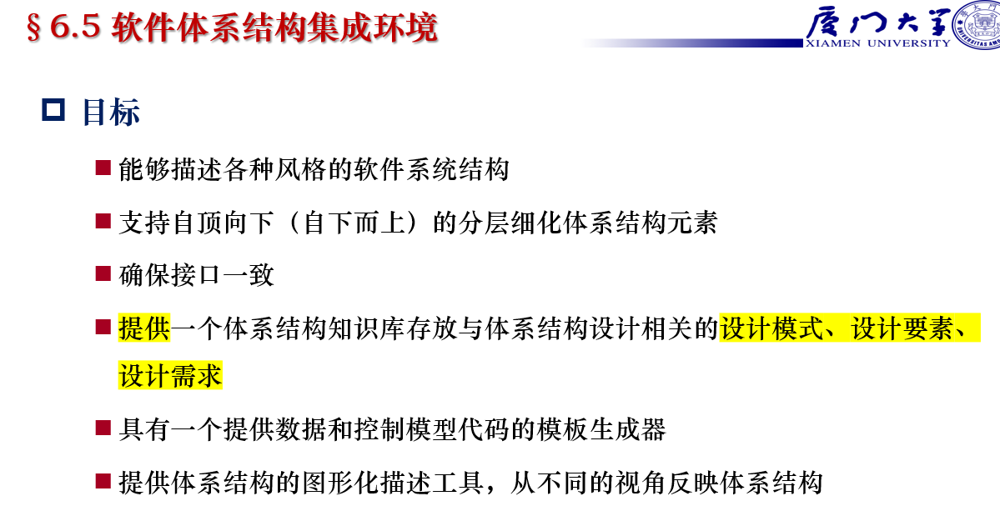 §6.5 软件体系结构集成环境
厦门大学
XIAMEN UNIVERSITY
目标
能够描述各种风格的软件系统结构
支持自顶向下（自下而上）的分层细化体系结构元素
确保接口一致
提供一个体系结构知识库存放与体系结构设计相关的设计模式、设计要素、
设计需求
具有一个提供数据和控制模型代码的模板生成器
提供体系结构的图形化描述工具，从不同的视角反映体系结构